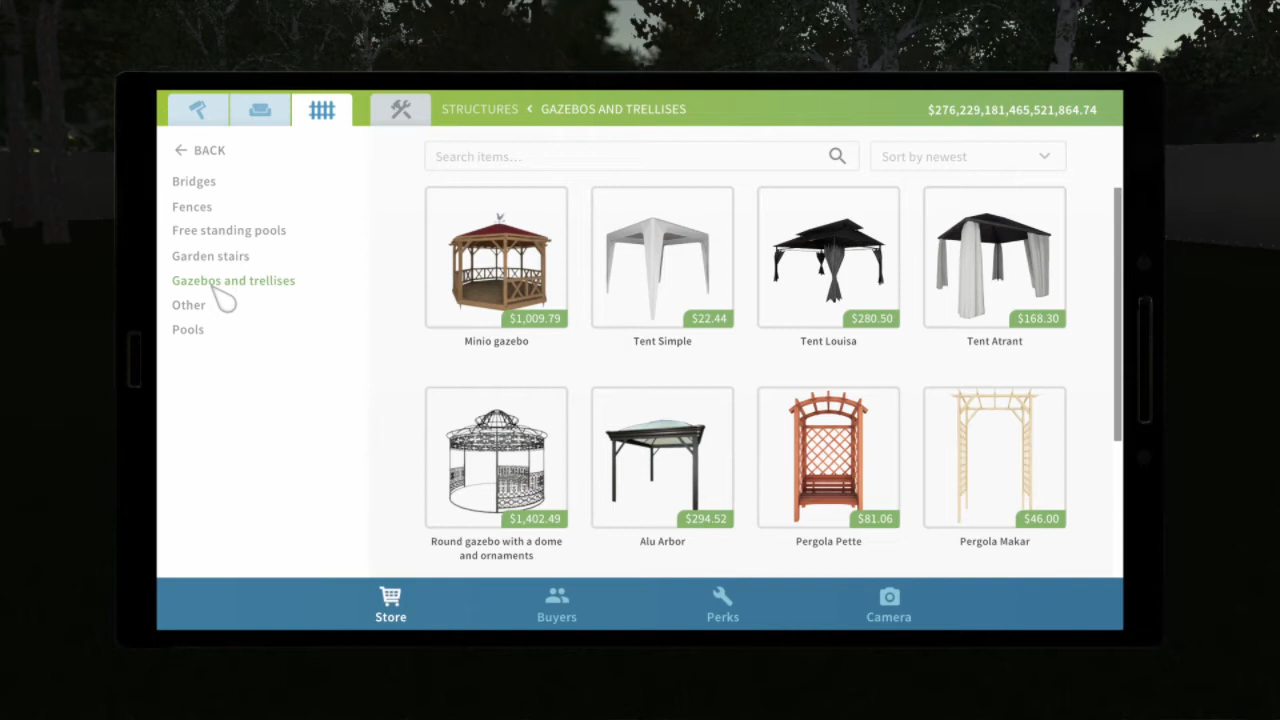 STRUCTURES < GAZEBOS AND TRELLISES
$276,229,181,465,521,864.74
BACK
Bridges
Fences
Free standing pools
Garden stairs
Gazebos and trellises
Other
Pools
Search items...
Sort by newest
$1,009.79
Minio gazebo
$22.44
Tent Simple
$280.50
Tent Louisa
$168.30
Tent Atrant
$1,402.49
Round gazebo with a dome
and ornaments
$294.52
Alu Arbor
$81.06
Pergola Pette
$46.00
Pergola Makar
Store
Buyers
Perks
Camera